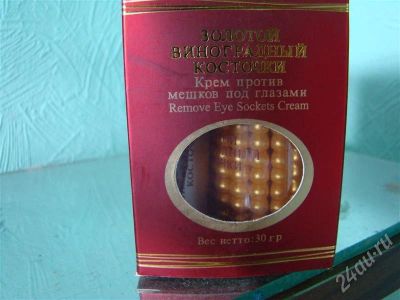 ЗОЛОТОЙ
ВИНОГРАДНЫЙ
КОСТОЧКИ
Крем против
мешков под глазами
Remove Eye Sockets Cream
Вес нетто:30 гр
24au.ru